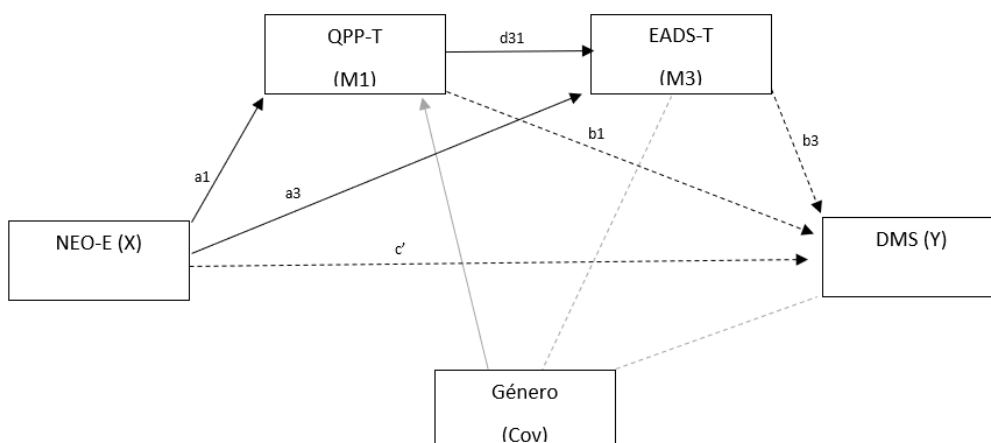 QPP-T
(M1)
d31
EADS-T
(M3)
b1
b3
a1
a3
NEO-E (X)
c’
DMS (Y)
Género
(Cov)